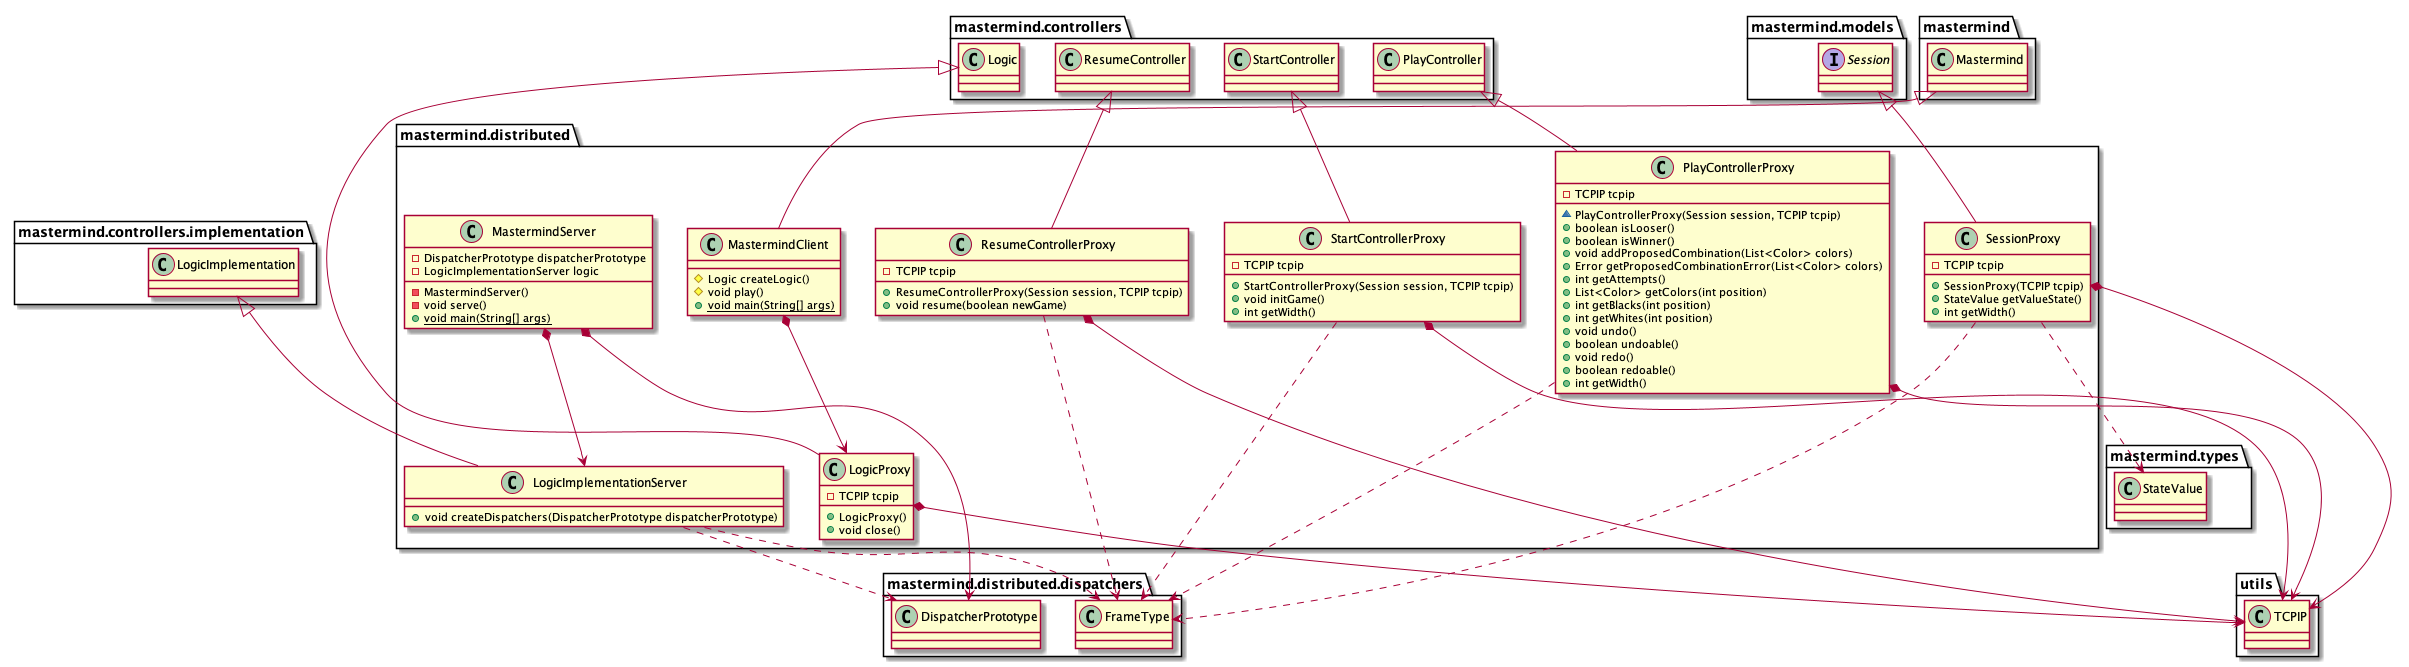 mastermind.controllers
C Logic
C ResumeController
C StartController
C PlayController
mastermind.models
I Session
mastermind
C Mastermind
mastermind.distributed
C PlayControllerProxy
TCPIP tcpip
PlayControllerProxy(Session session, TCPIP tcpip)
boolean isLooser()
boolean isWinner()
void addProposedCombination(List<Color> colors)
Error getProposedCombinationError(List<Color> colors)
int getAttempts()
List<Color> getColors(int position)
int getBlacks(int position)
int getWhites(int position)
void undo()
boolean undoable()
void redo()
boolean redoable()
int getWidth()
mastermind.controllers.implementation
C LogicImplementation
C MastermindServer
DispatcherPrototype dispatcherPrototype
LogicImplementationServer logic
MastermindServer()
void serve()
void main(String[] args)
C MastermindClient
Logic createLogic()
void play()
void main(String[] args)
C ResumeControllerProxy
TCPIP tcpip
ResumeControllerProxy(Session session, TCPIP tcpip)
void resume(boolean newGame)
C StartControllerProxy
TCPIP tcpip
StartControllerProxy(Session session, TCPIP tcpip)
void initGame()
int getWidth()
C SessionProxy
TCPIP tcpip
SessionProxy(TCPIP tcpip)
StateValue getValueState()
int getWidth()
C LogicImplementationServer
void createDispatchers(DispatcherPrototype dispatcherPrototype)
C LogicProxy
TCPIP tcpip
LogicProxy()
void close()
mastermind.types
C StateValue
mastermind.distributed.dispatchers
C DispatcherPrototype
C FrameType
utils
C TCPIP